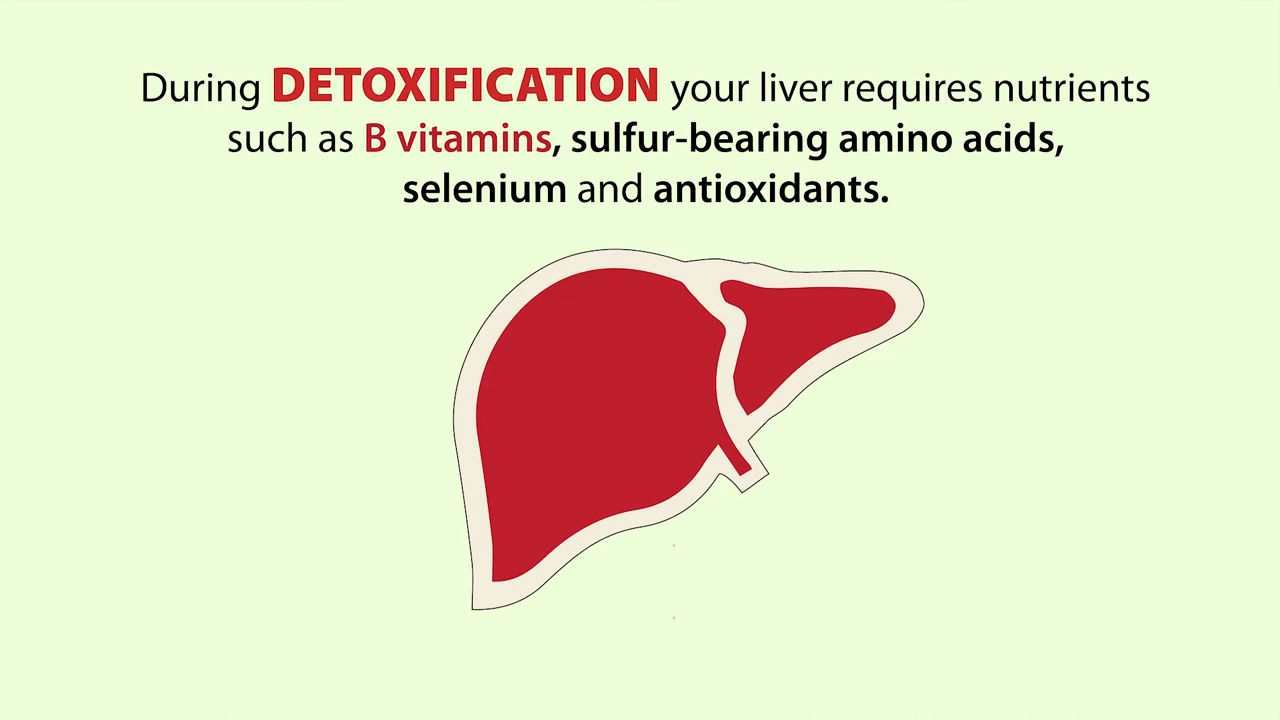 During DETOXIFICATION your liver requires nutrients
such as B vitamins, sulfur-bearing amino acids,
selenium and antioxidants.